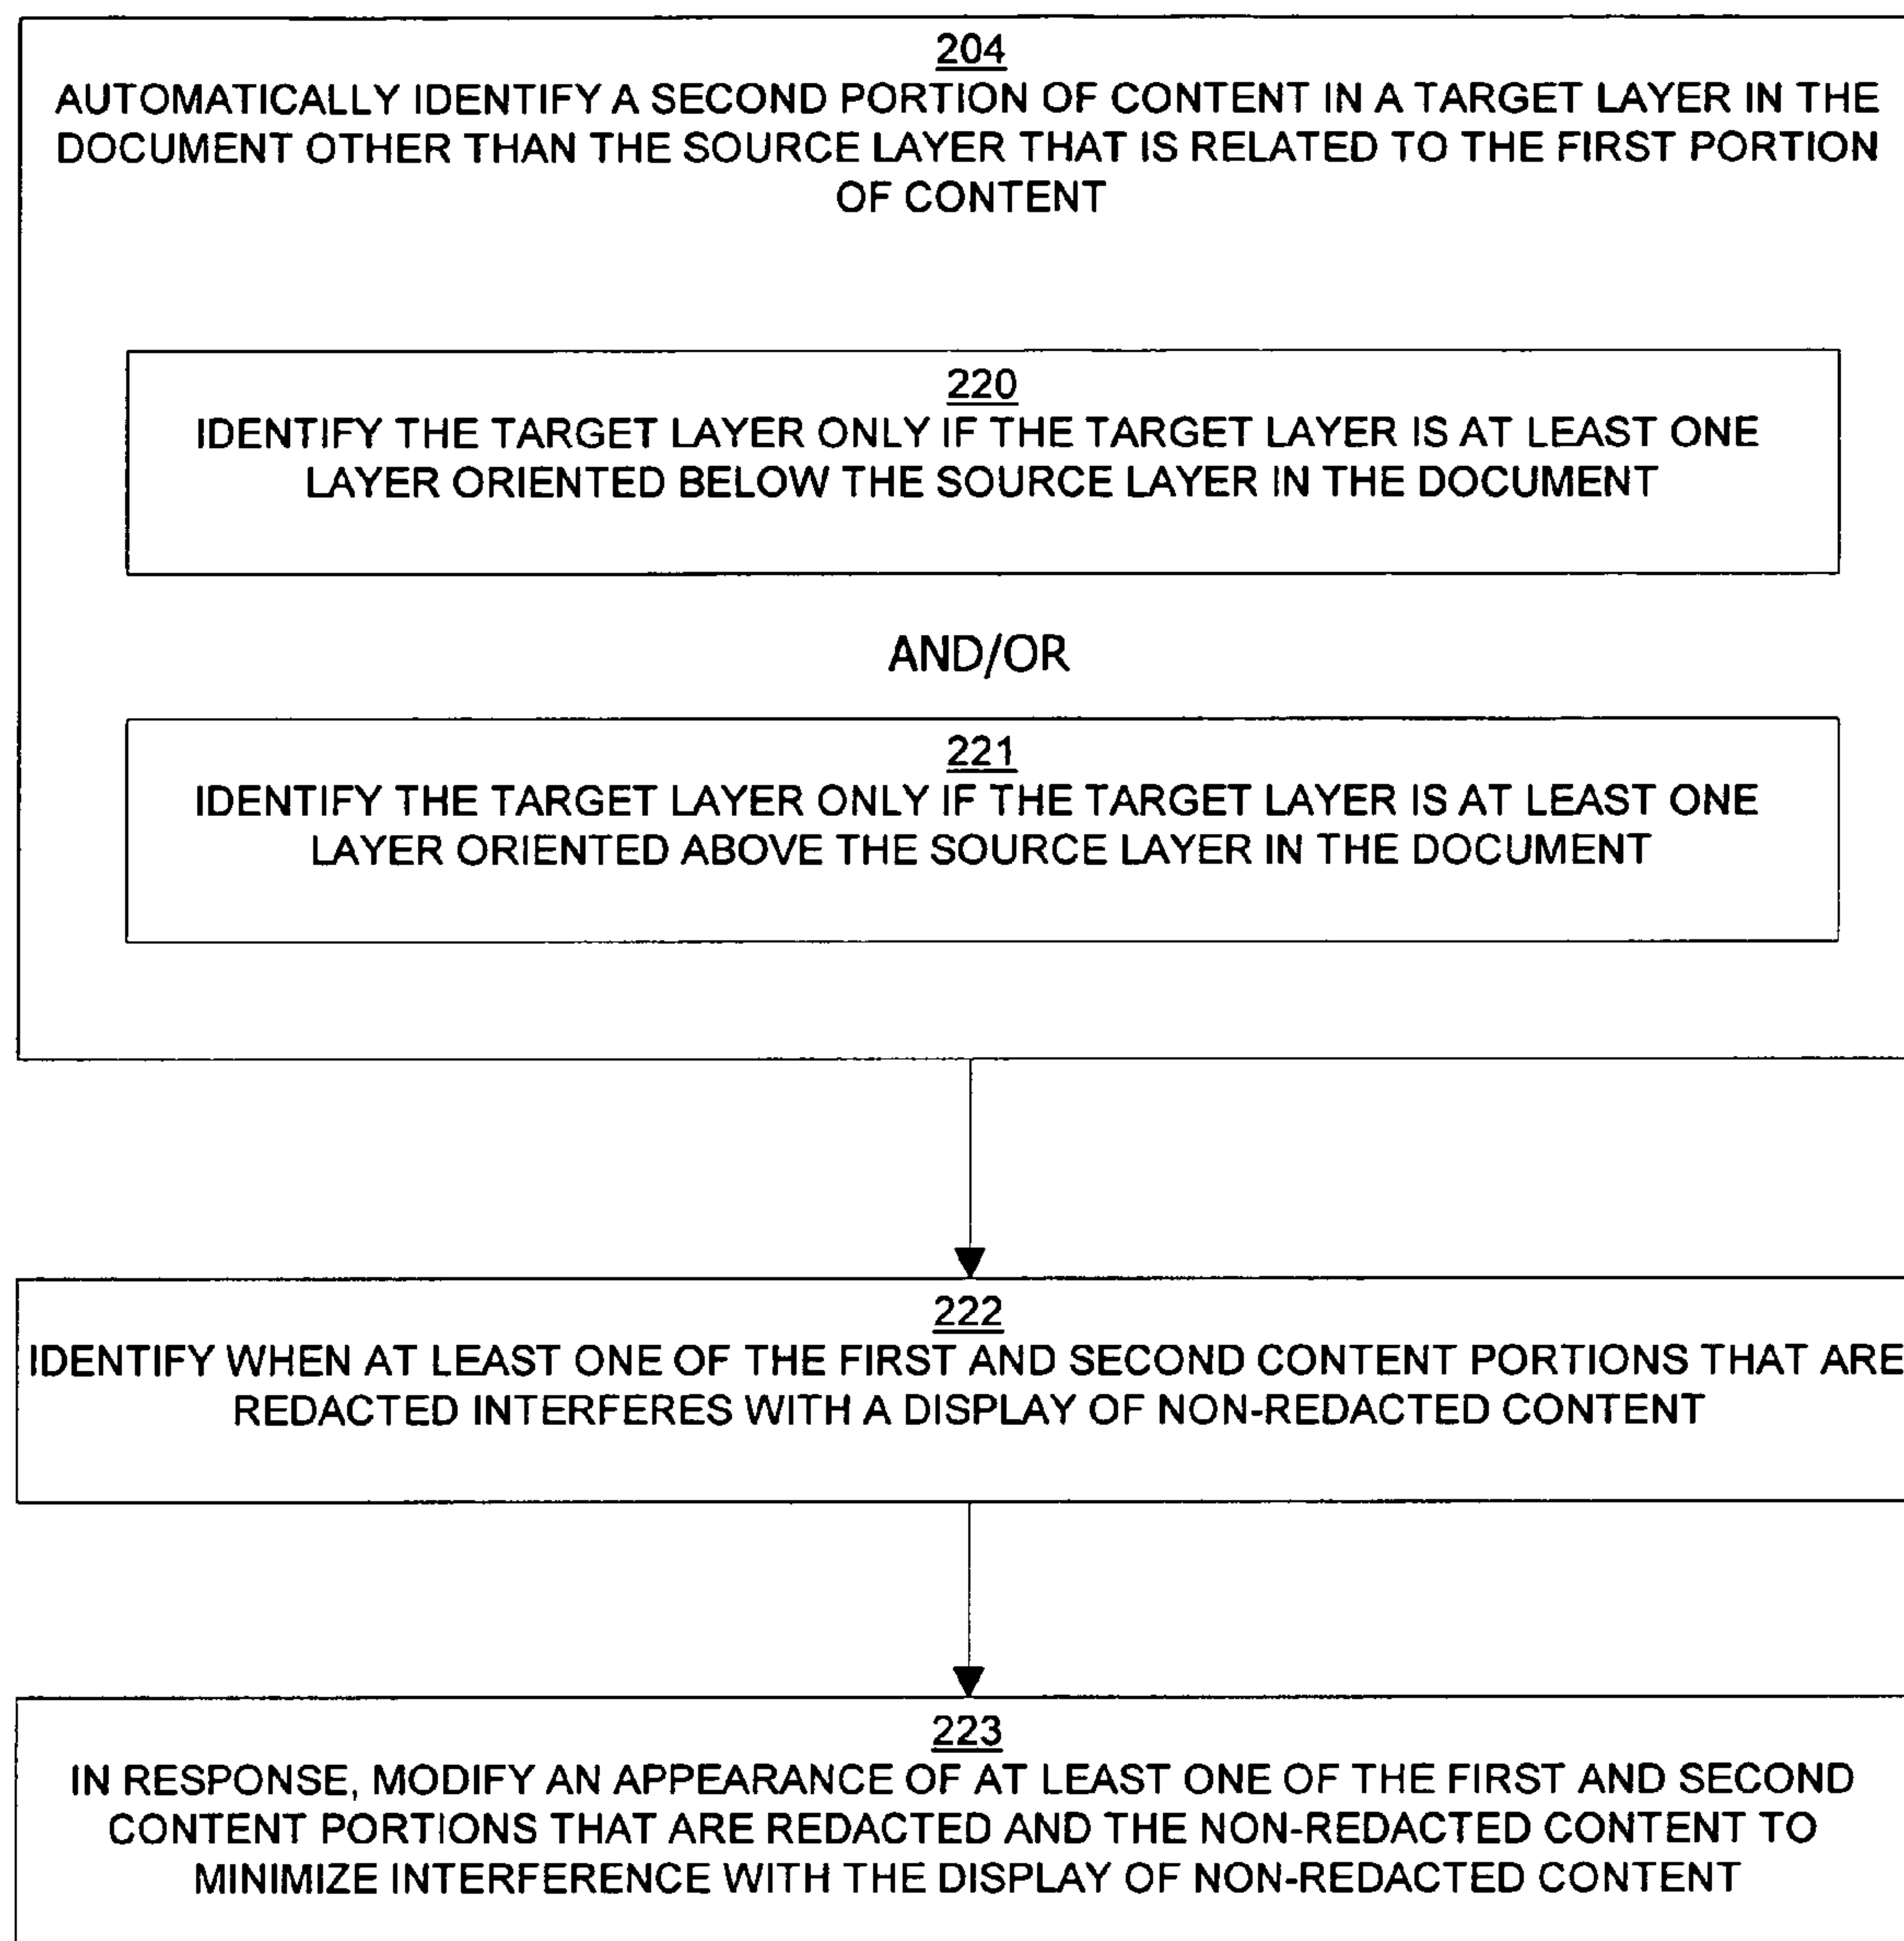 204
AUTOMATICALLY IDENTIFY A SECOND PORTION OF CONTENT IN A TARGET LAYER IN THE
DOCUMENT OTHER THAN THE SOURCE LAYER THAT IS RELATED TO THE FIRST PORTION
OF CONTENT
220
IDENTIFY THE TARGET LAYER ONLY IF THE TARGET LAYER IS AT LEAST ONE
LAYER ORIENTED BELOW THE SOURCE LAYER IN THE DOCUMENT
AND/OR
221
IDENTIFY THE TARGET LAYER ONLY IF THE TARGET LAYER IS AT LEAST ONE
LAYER ORIENTED ABOVE THE SOURCE LAYER IN THE DOCUMENT
222
IDENTIFY WHEN AT LEAST ONE OF THE FIRST AND SECOND CONTENT PORTIONS THAT ARE
REDACTED INTERFERES WITH A DISPLAY OF NON-REDACTED CONTENT
223
IN RESPONSE, MODIFY AN APPEARANCE OF AT LEAST ONE OF THE FIRST AND SECOND
CONTENT PORTIONS THAT ARE REDACTED AND THE NON-REDACTED CONTENT TO
MINIMIZE INTERFERENCE WITH THE DISPLAY OF NON-REDACTED CONTENT